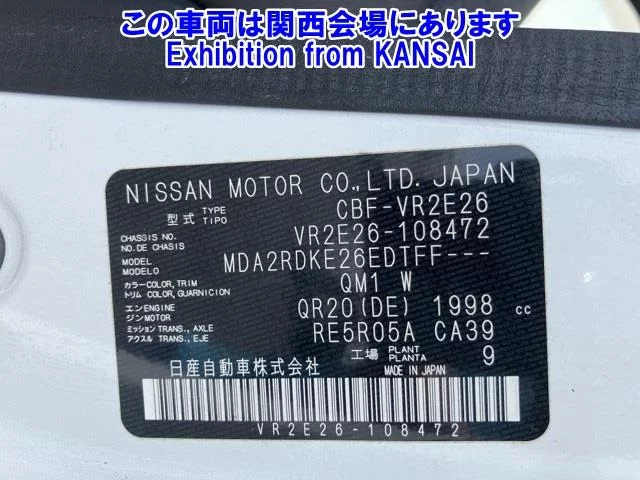 この車両は関西会場にあります
Exhibition from KANSAI
NISSAN MOTOR CO.,LTD. JAPAN
型式 TYPE TIPO CBF-VR2E26
CHASSIS NO. CHASSIS NO. VR2E26-108472
MODEL MODELO MDA2RDKE26EDTFF---
カラー COLOR, TRIM トリム COLOR, GUARNICION QM1 W
エン ENGINE ジン MOTOR QR20(DE) 1998 cc
ミッション TRANS., AXLE アクスル TRANS., EJE RE5R05A CA39
工場 PLANT PLANTA 9
日産自動車株式会社 MADE IN JAPAN
VR2E26-108472